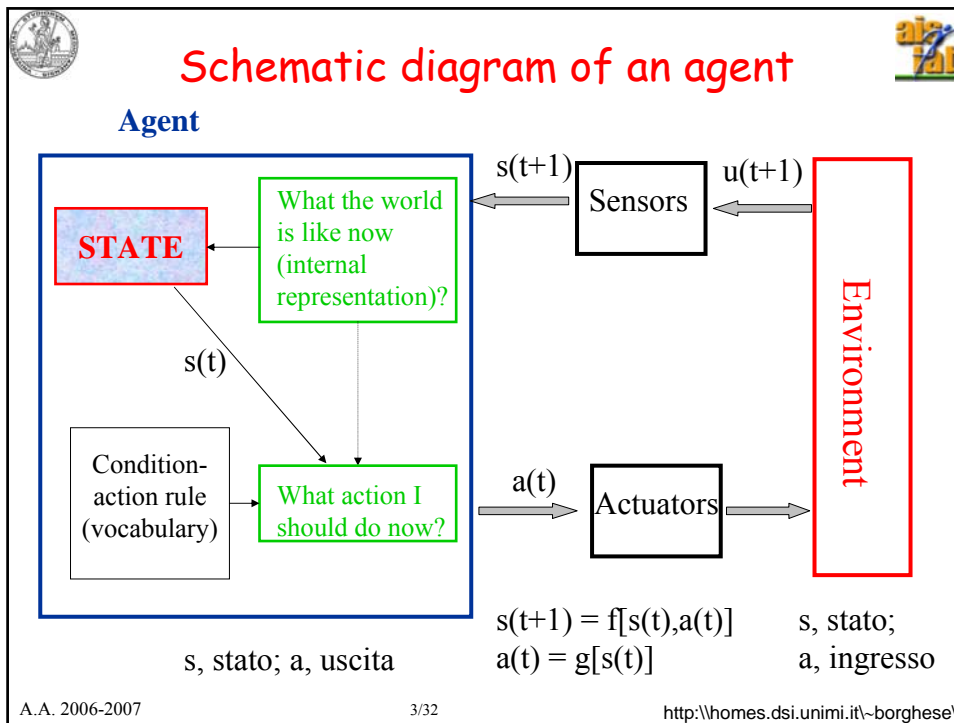 Schematic diagram of an agent
Agent
What the world
is like now
(internal
representation)?
STATE
s(t)
Condition-
action rule
(vocabulary)
What action I
should do now?
s(t+1)
Sensors
u(t+1)
Environment
a(t)
Actuators
s(t+1) = f[s(t),a(t)]
a(t) = g[s(t)]
s, stato;
a, ingresso
s, stato; a, uscita
A.A. 2006-2007
3/32
http:\\homes.dsi.unimi.it\~borghese\